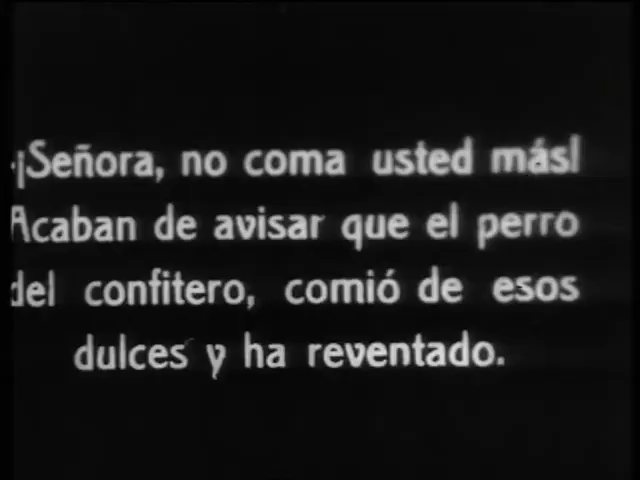 -¡Señora, no coma usted más!
Acaban de avisar que el perro
del confitero, comió de esos
dulces y ha reventado.